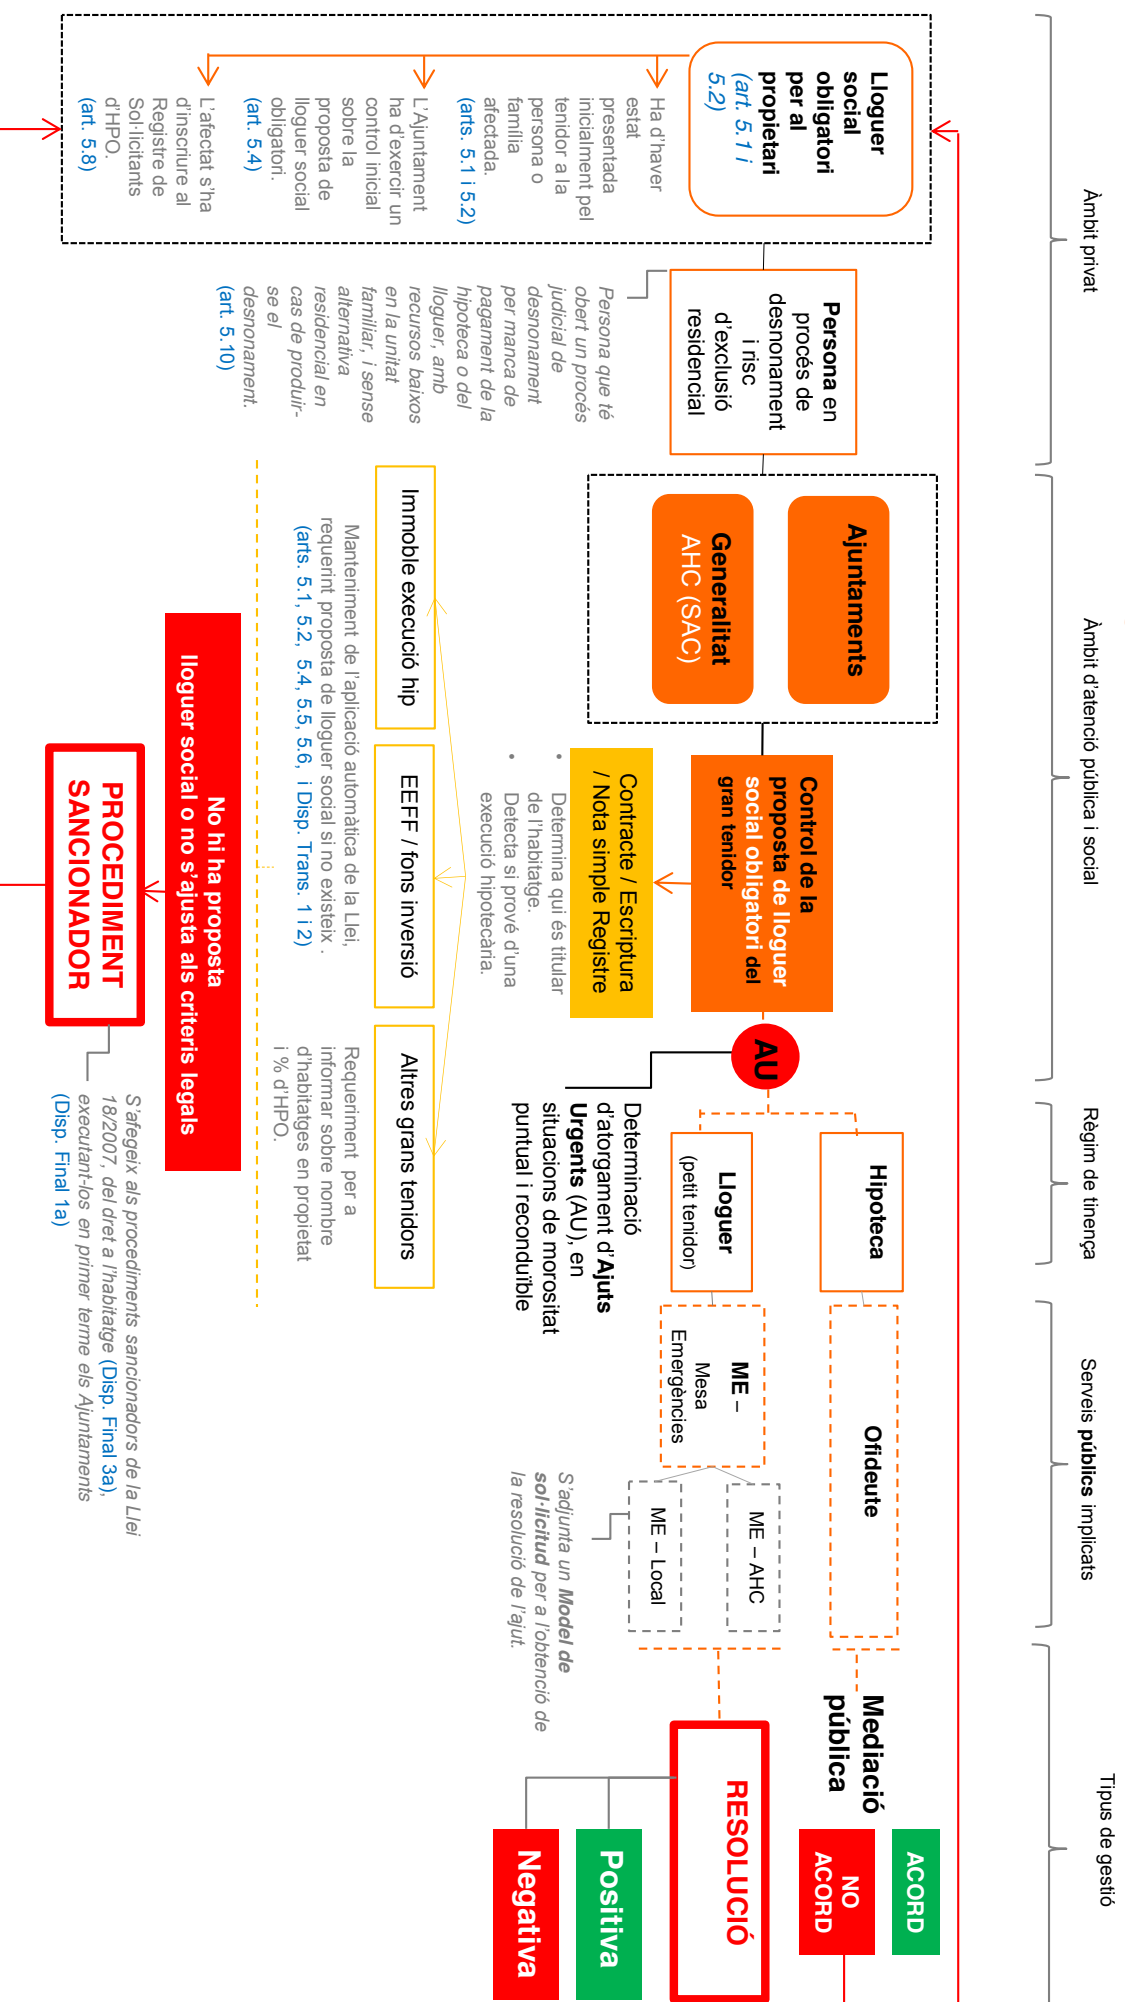 Àmbit privat
Àmbit d'atenció pública i social
Règim de tinença
Serveis públics implicats
Tipus de gestió
Lloguer
social
obligatori
per al
propietari
(art. 5.1 i
5.2)
Ha d'haver
estat
presentada
inicialment pel
tenidor a la
persona o
família
afectada.
(arts. 5.1 i 5.2)
L'Ajuntament
ha d'exercir un
control inicial
sobre la
proposta de
lloguer social
obligatori.
(art. 5.4)
L'afectat s'ha
d'inscriure al
Registre de
Sol·licitants
d'HPO.
(art. 5.8)
Persona en
procés de
desnonament
i risc
d'exclusió
residencial
Persona que té
obert un procés
judicial de
desnonament
per manca de
pagament de la
hipoteca o del
lloguer, amb
recursos baixos
en la unitat
familiar, i sense
alternativa
residencial en
cas de produir-
se el
desnonament.
(art. 5.10)
Ajuntaments
Generalitat
AHC (SAC)
Control de la
proposta de lloguer
social obligatori del
gran tenidor
Contracte / Escriptura
/ Nota simple Registre
• Determina qui és titular
de l'habitatge.
• Detecta si prové d'una
execució hipotecària.
Immoble execució hip
EEFF / fons inversió
Altres grans tenidors
Manteniment de l'aplicació automàtica de la Llei,
requerint proposta de lloguer social si no existeix .
(arts. 5.1, 5.2, 5.4, 5.5, 5.6, i Disp. Trans. 1 i 2)
Requeriment per a
informar sobre nombre
d'habitatges en propietat
i % d'HPO.
No hi ha proposta
lloguer social o no s'ajusta als criteris legals
PROCEDIMENT
SANCIONADOR
S'afegeix als procediments sancionadors de la Llei
18/2007, del dret a l'habitatge (Disp. Final 3a),
executant-los en primer terme els Ajuntaments
(Disp. Final 1a)
AU
Determinació
d'atorgament d'Ajuts
Urgents (AU), en
situacions de morositat
puntual i reconduïble
Hipoteca
Lloguer
(petit tenidor)
Ofideute
ME –
Mesa
Emergències
ME – AHC
ME – Local
S'adjunta un Model de
sol·licitud per a l'obtenció de
la resolució de l'ajut.
Mediació
pública
ACORD
NO
ACORD
RESOLUCIÓ
Positiva
Negativa